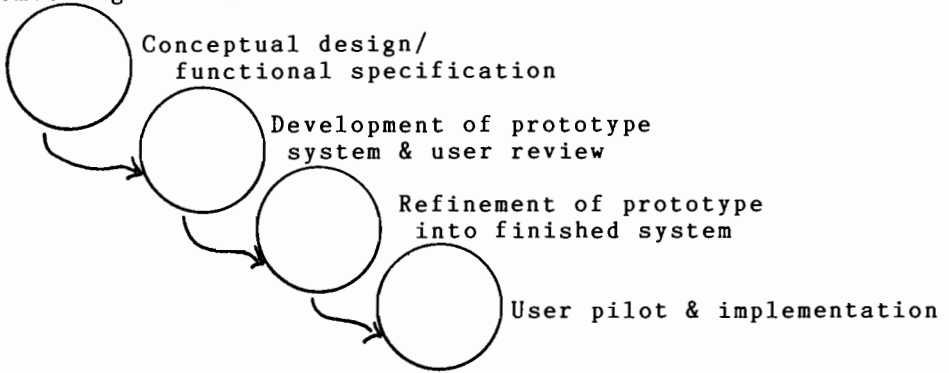 Conceptual design/
functional specification
Development of prototype
system & user review
Refinement of prototype
into finished system
User pilot & implementation